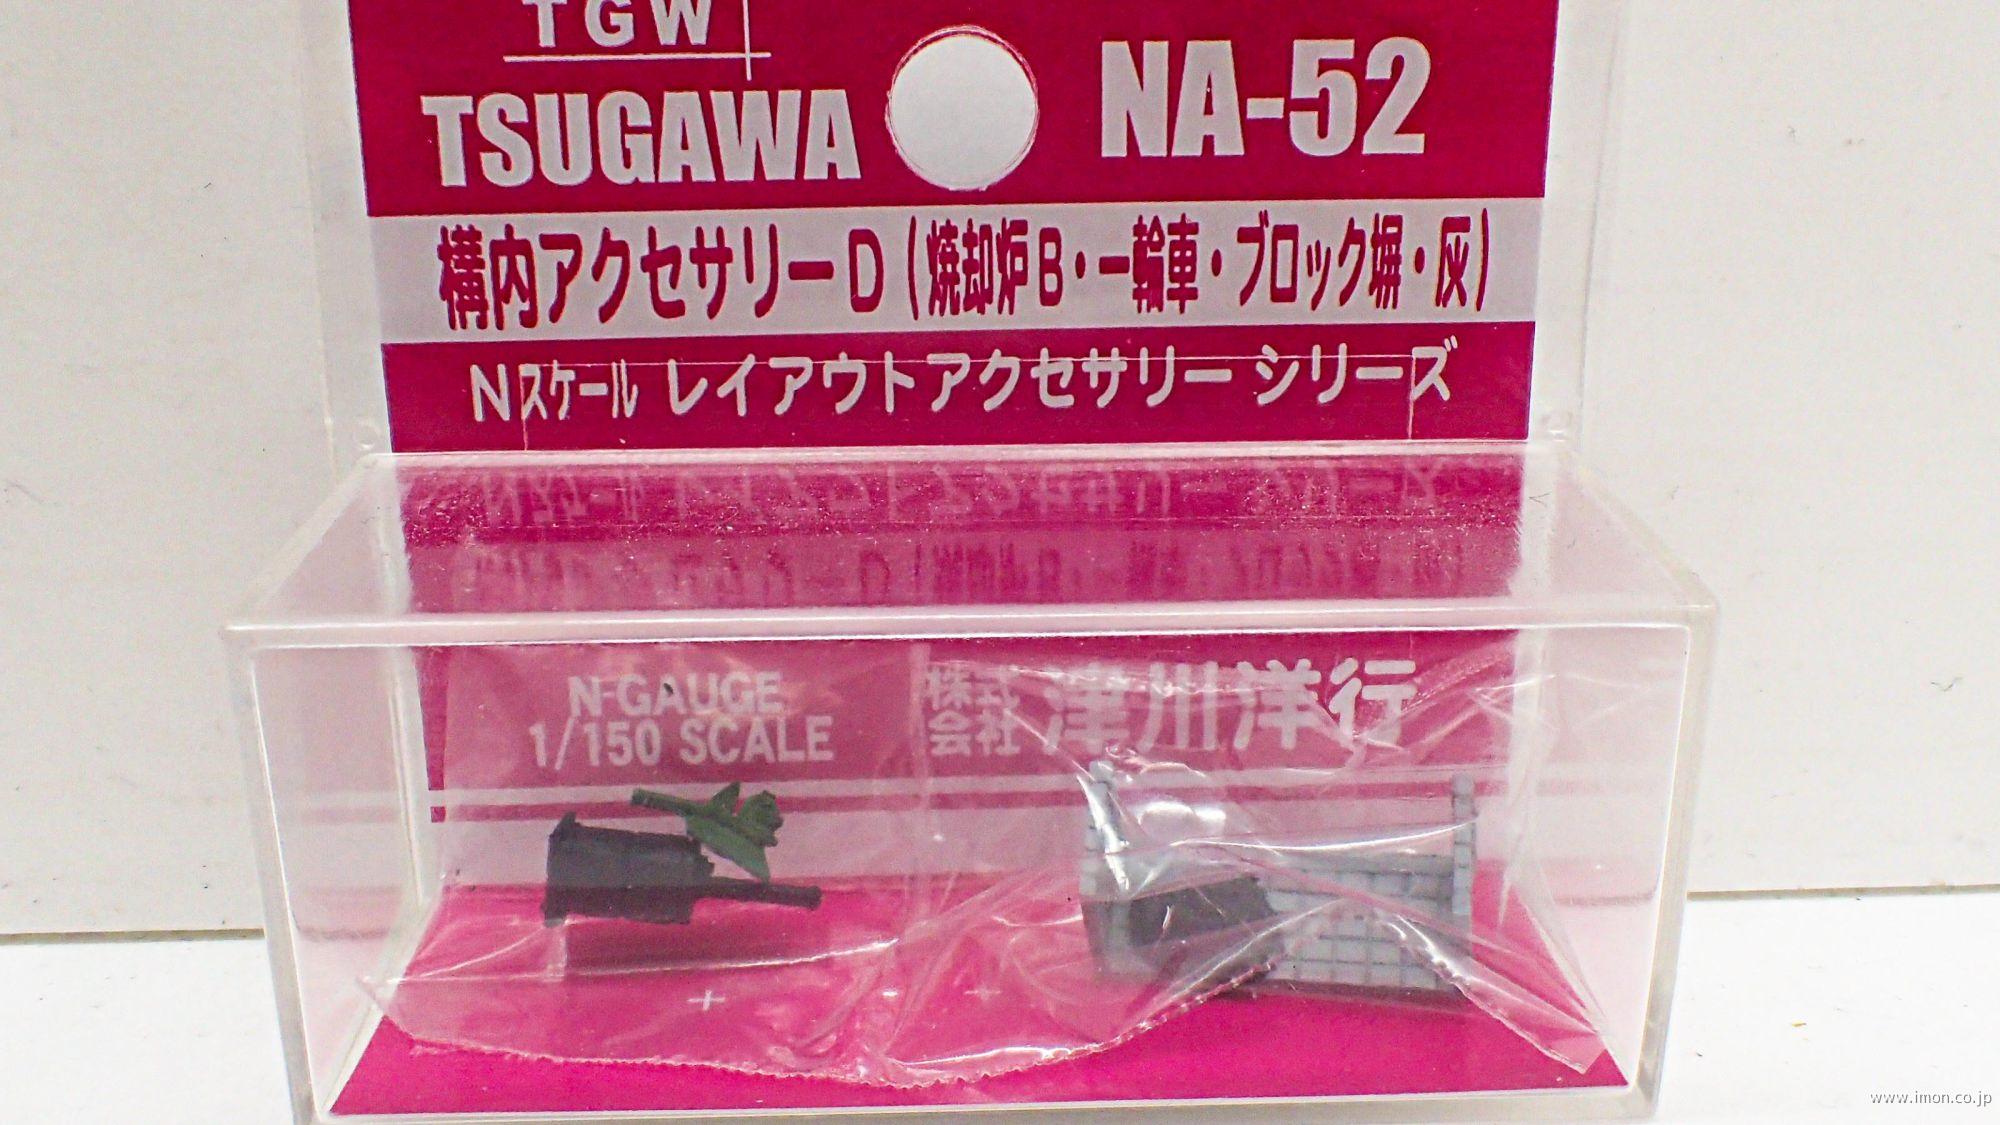 TGW
TSUGAWA
NA-52
構内アクセサリーD(焼却炉B・一輪車・ブロック塀・灰)
Nスケール レイアウトアクセサリー シリーズ
N-GAUGE
1/150 SCALE
株式会社 津川洋行
www.imon.co.jp